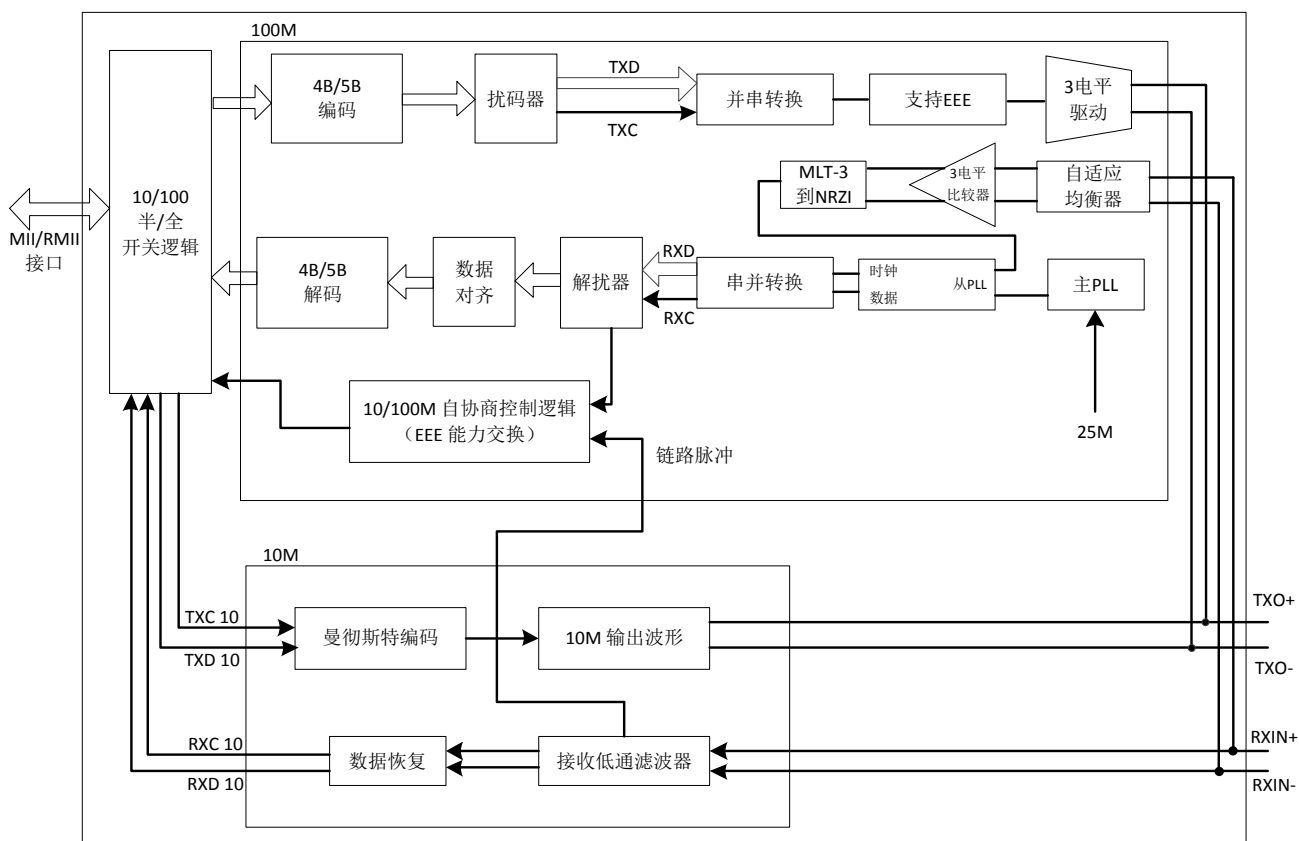 100M
4B/5B
编码
扰码器
TXD
TXC
并串转换
支持EEE
3电平
驱动
10/100
半/全
开关逻辑
MII/RMII
接口
MLT-3
到NRZI
3电平
比较器
自适应
均衡器
4B/5B
解码
数据
对齐
解扰器
RXD
RXC
串并转换
时钟
数据
从PLL
主PLL
25M
10/100M 自协商控制逻辑
（EEE 能力交换）
链路脉冲
10M
TXC 10
TXD 10
曼彻斯特编码
10M 输出波形
TXO+
TXO-
RXC 10
RXD 10
数据恢复
接收低通滤波器
RXIN+
RXIN-